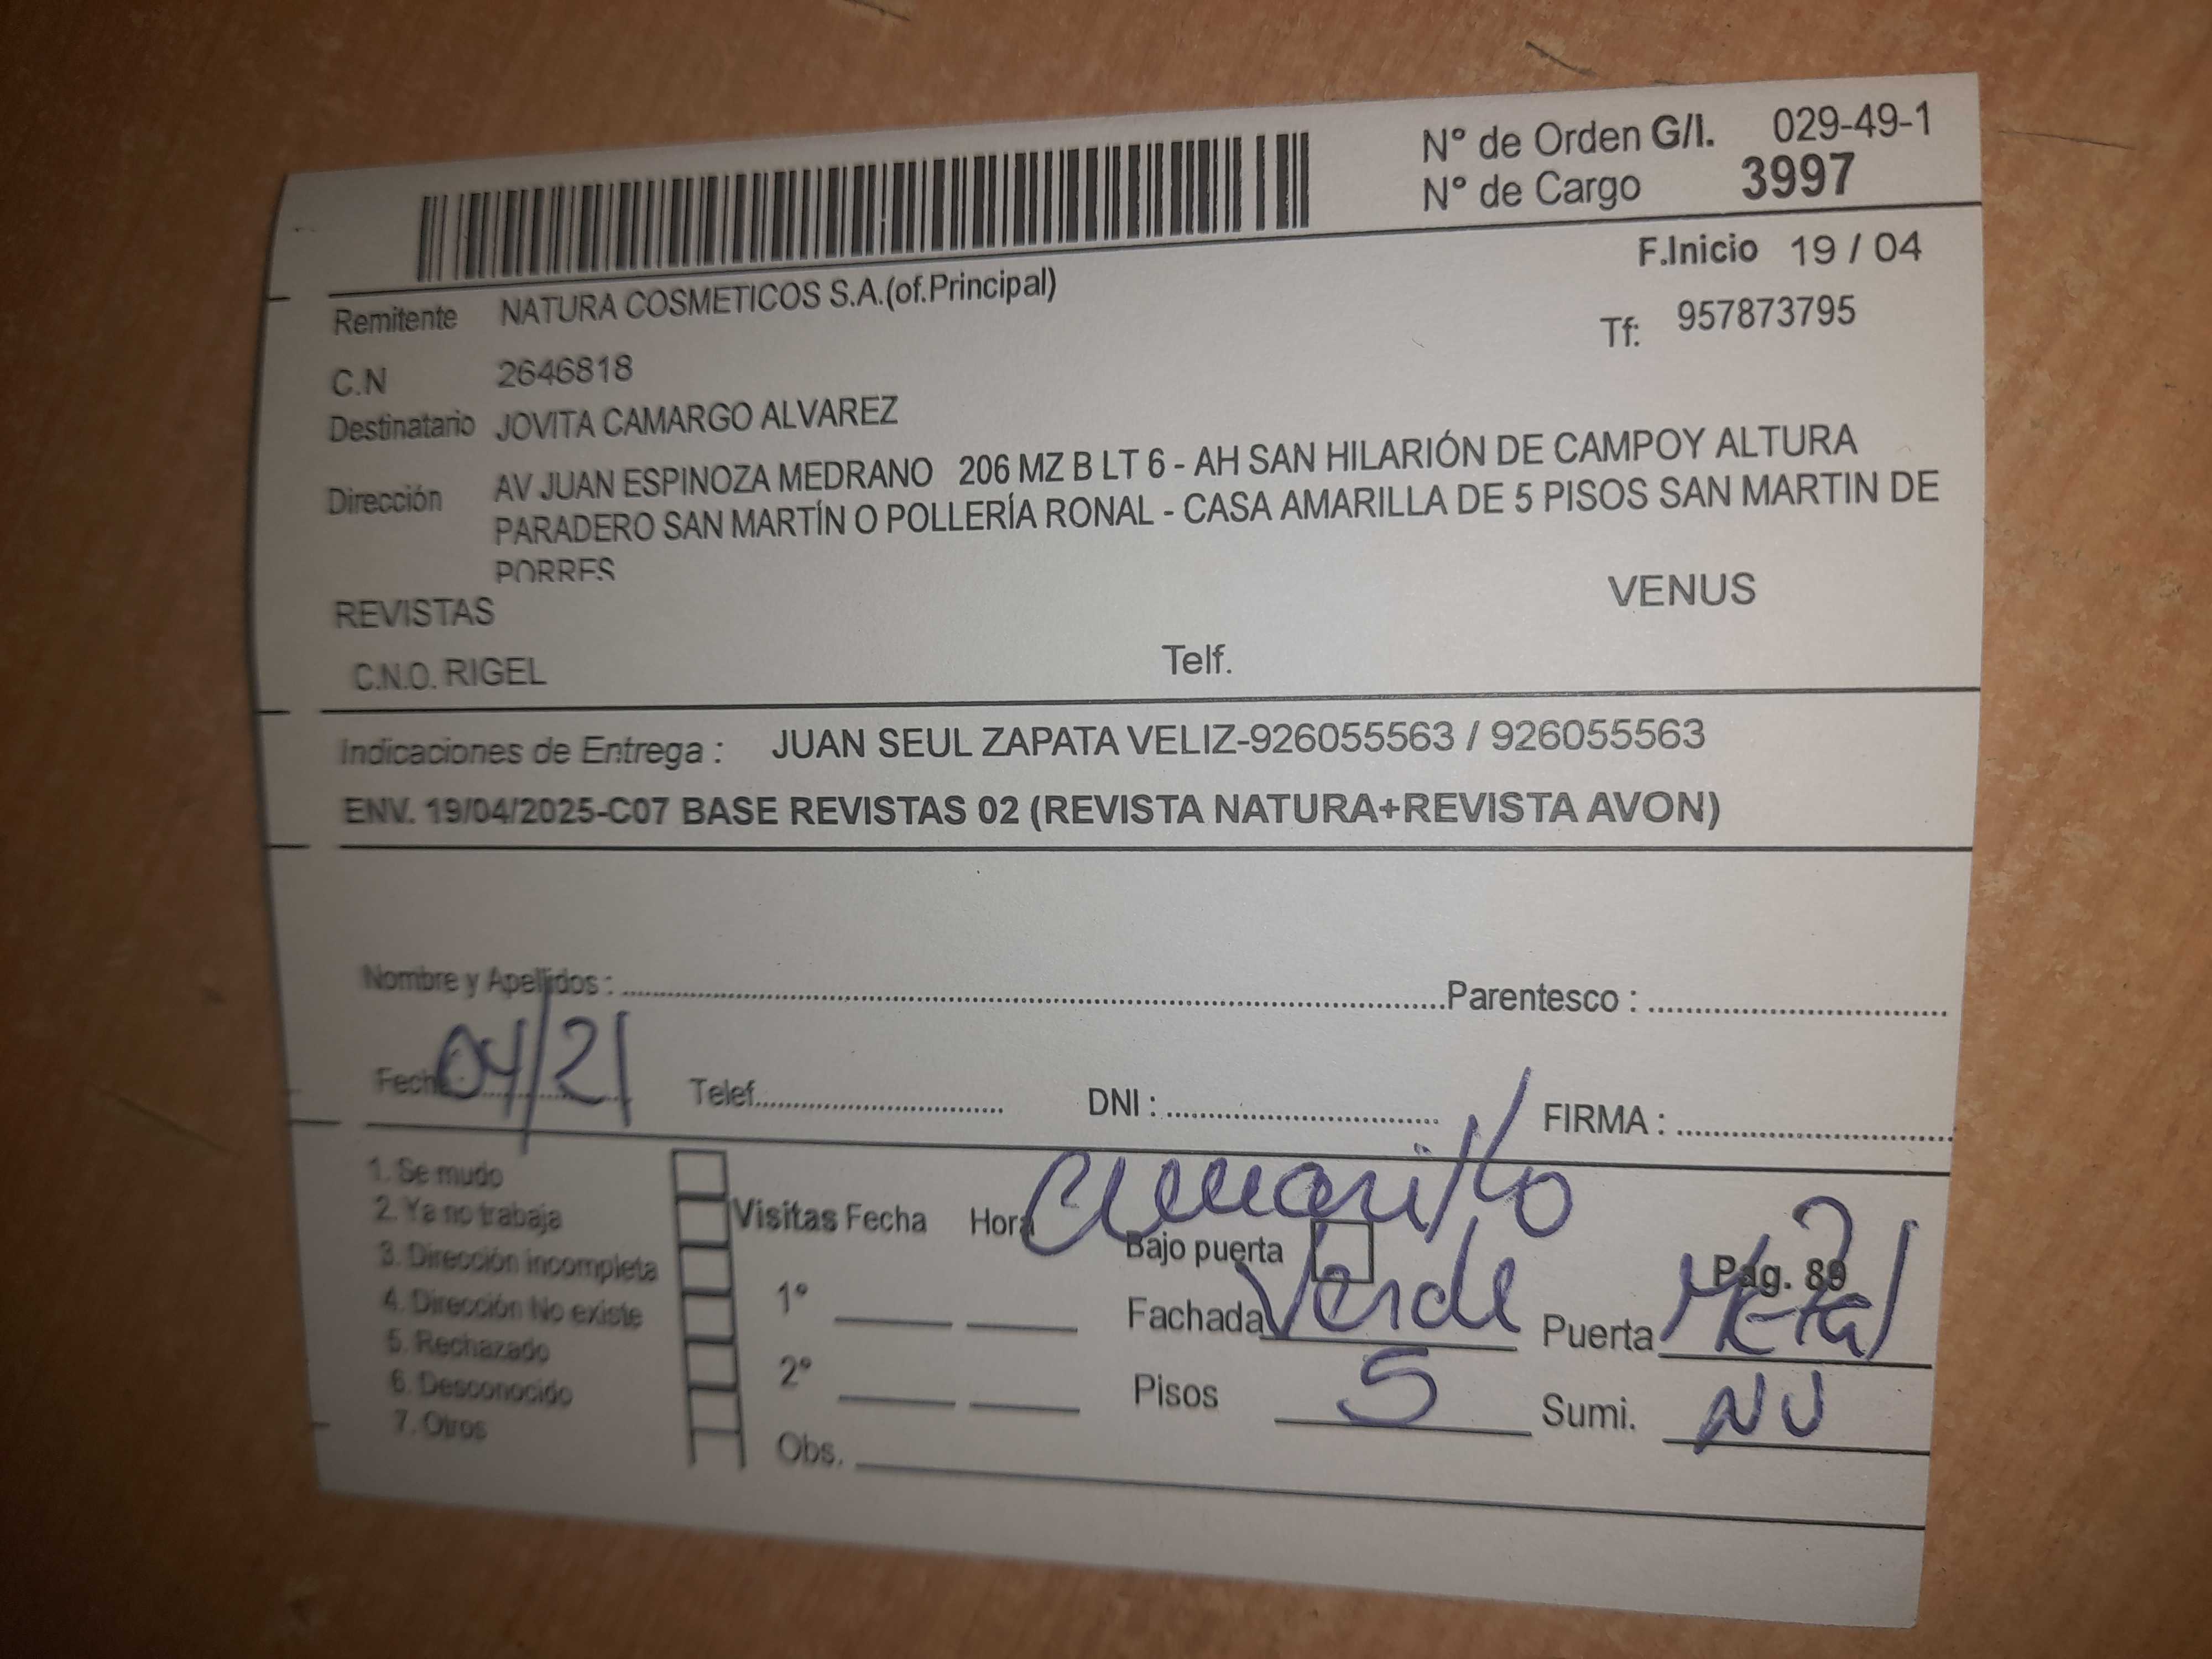 N° de Orden G/I. 029-49-1
N° de Cargo 3997
F.Inicio 19 / 04
Remitente NATURA COSMETICOS S.A.(of.Principal)
Tf: 957873795
C.N 2646818
Destinatario JOVITA CAMARGO ALVAREZ
Dirección AV JUAN ESPINOZA MEDRANO 206 MZ B LT 6 - AH SAN HILARIÓN DE CAMPOY ALTURA
PARADERO SAN MARTÍN O POLLERÍA RONAL - CASA AMARILLA DE 5 PISOS SAN MARTIN DE
PORRES
REVISTAS VENUS
C.N.O. RIGEL Telf.
Indicaciones de Entrega : JUAN SEUL ZAPATA VELIZ-926055563 / 926055563
ENV. 19/04/2025-C07 BASE REVISTAS 02 (REVISTA NATURA+REVISTA AVON)
Nombre y Apellidos : Parentesco :
Fecha 04/21 Telef. DNI : FIRMA :
1. Se mudo
2. Ya no trabaja
3. Dirección incompleta
4. Dirección No existe
5. Rechazado
6. Desconocido
7. Otros
Visitas Fecha Hora Amarillo
Bajo puerta Pág. 89
1° Fachada Verde Puerta Metal
2° Pisos 5 Sumi.
Obs.